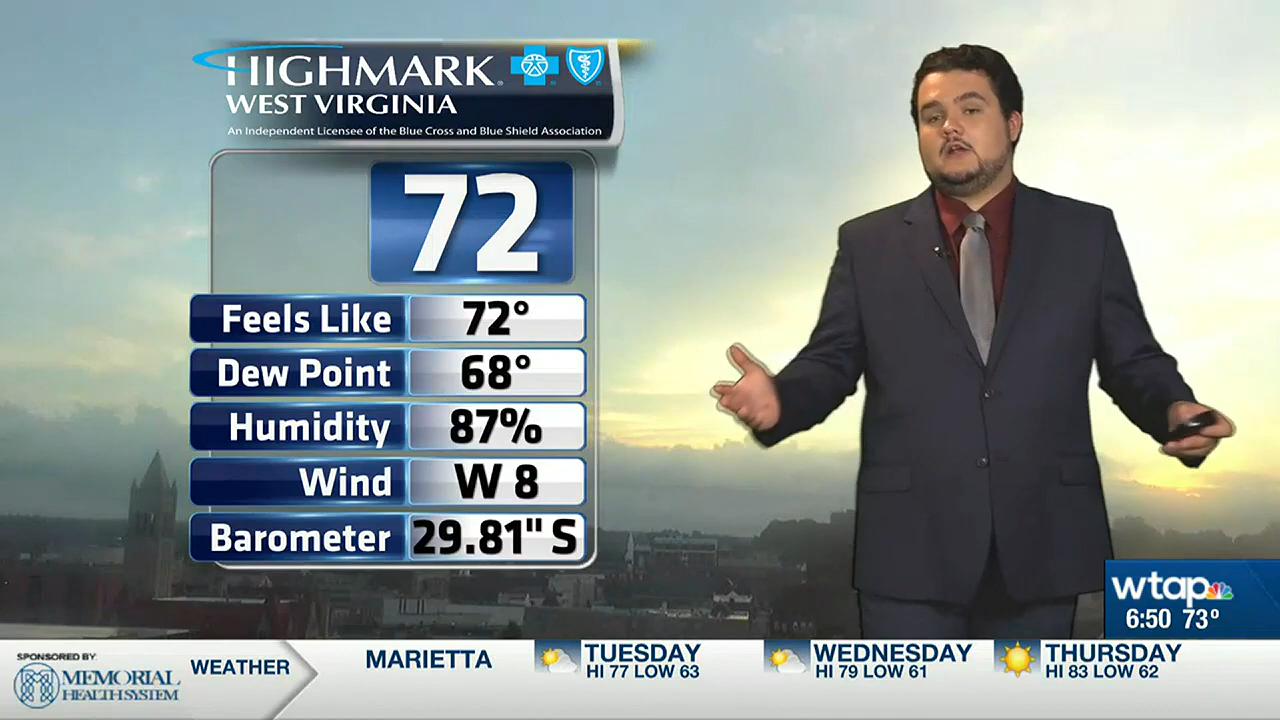 HIGHMARK®
WEST VIRGINIA
An Independent Licensee of the Blue Cross and Blue Shield Association
72
Feels Like 72°
Dew Point 68°
Humidity 87%
Wind W 8
Barometer 29.81" S
wtap
6:50 73°
SPONSORED BY:
MEMORIAL
HEALTH SYSTEM
WEATHER
MARIETTA
TUESDAY
HI 77 LOW 63
WEDNESDAY
HI 79 LOW 61
THURSDAY
HI 83 LOW 62